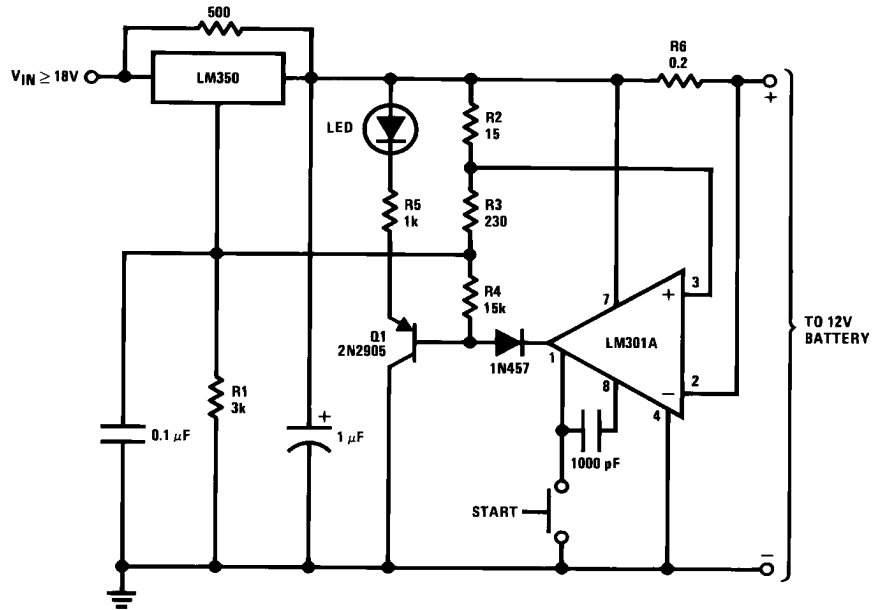 500
VIN ≥ 18V
LM350
R6
0.2
+
LED
R2
15
R5
1k
R3
230
R4
15k
7
+
3
TO 12V
BATTERY
Q1
2N2905
LM301A
1N457
1
8
−
2
4
R1
3k
0.1 μF
+
1 μF
1000 pF
START
−